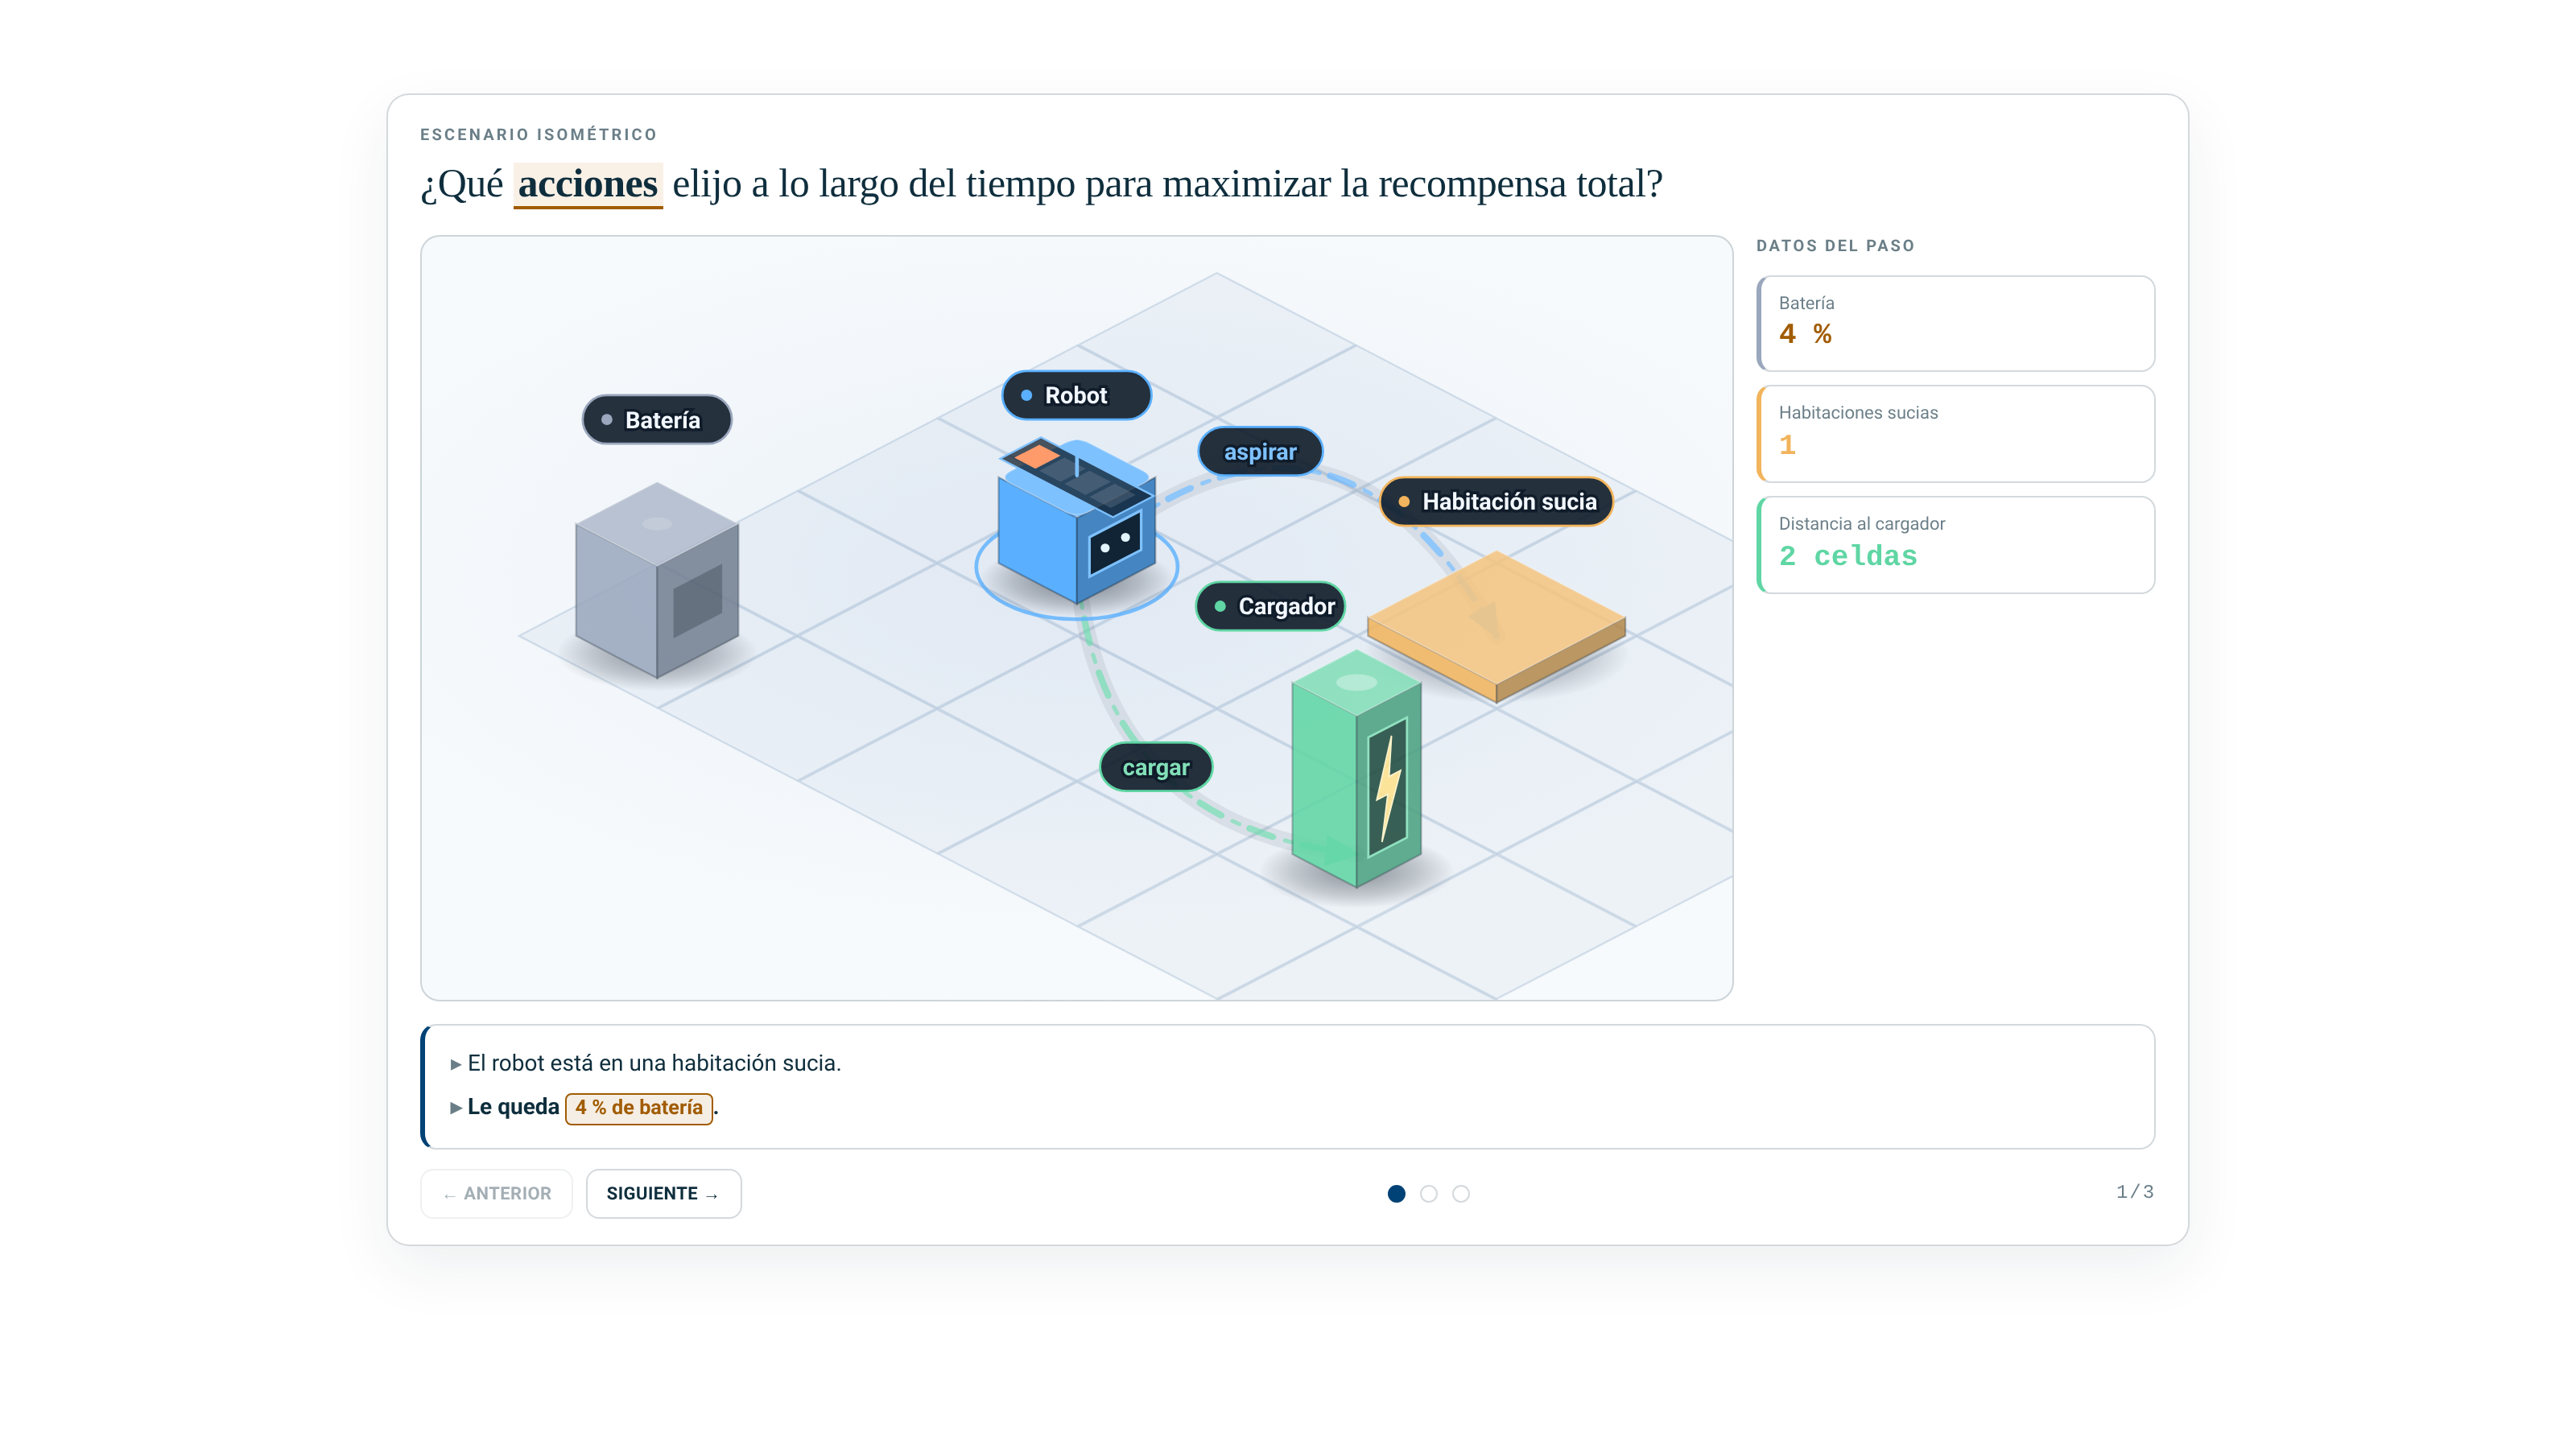 ESCENARIO ISOMÉTRICO
¿Qué acciones elijo a lo largo del tiempo para maximizar la recompensa total?
Batería
Robot
aspirar
Habitación sucia
Cargador
cargar
DATOS DEL PASO
Batería
4 %
Habitaciones sucias
1
Distancia al cargador
2 celdas
▸ El robot está en una habitación sucia.
▸ Le queda 4 % de batería.
← ANTERIOR
SIGUIENTE →
1/3